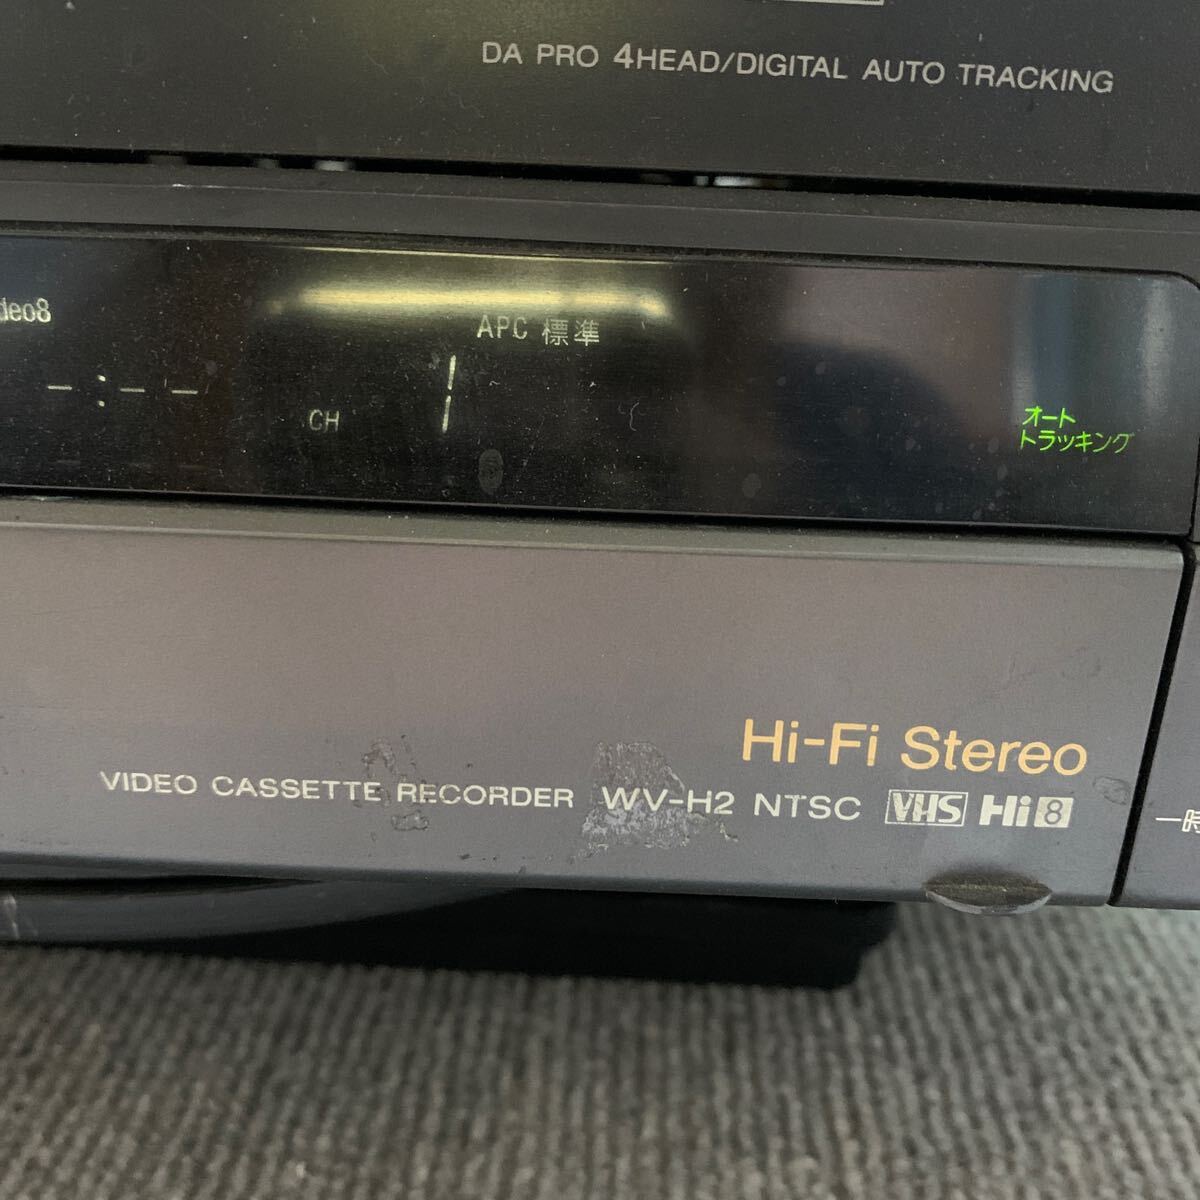 DA PRO 4HEAD/DIGITAL AUTO TRACKING
APC 標準
-:--
CH 1
オート
トラッキング
Hi-Fi Stereo
VIDEO CASSETTE RECORDER WV-H2 NTSC VHS Hi8